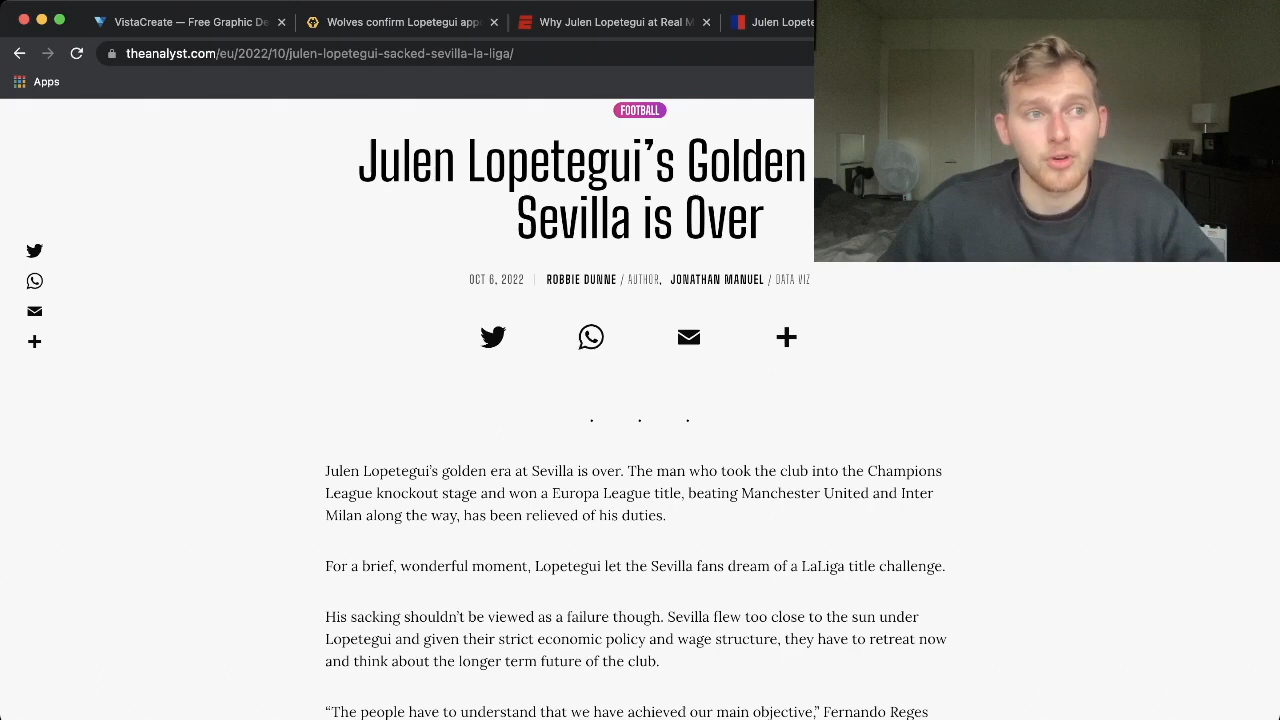 VistaCreate — Free Graphic De
Wolves confirm Lopetegui appo
Why Julen Lopetegui at Real M
Julen Lopete
theanalyst.com/eu/2022/10/julen-lopetegui-sacked-sevilla-la-liga/
Apps
FOOTBALL
Julen Lopetegui’s Golden
Sevilla is Over
OCT 6, 2022 | ROBBIE DUNNE / AUTHOR, JONATHAN MANUEL / DATA VIZ
Julen Lopetegui’s golden era at Sevilla is over. The man who took the club into the Champions
League knockout stage and won a Europa League title, beating Manchester United and Inter
Milan along the way, has been relieved of his duties.
For a brief, wonderful moment, Lopetegui let the Sevilla fans dream of a LaLiga title challenge.
His sacking shouldn’t be viewed as a failure though. Sevilla flew too close to the sun under
Lopetegui and given their strict economic policy and wage structure, they have to retreat now
and think about the longer term future of the club.
“The people have to understand that we have achieved our main objective,” Fernando Reges